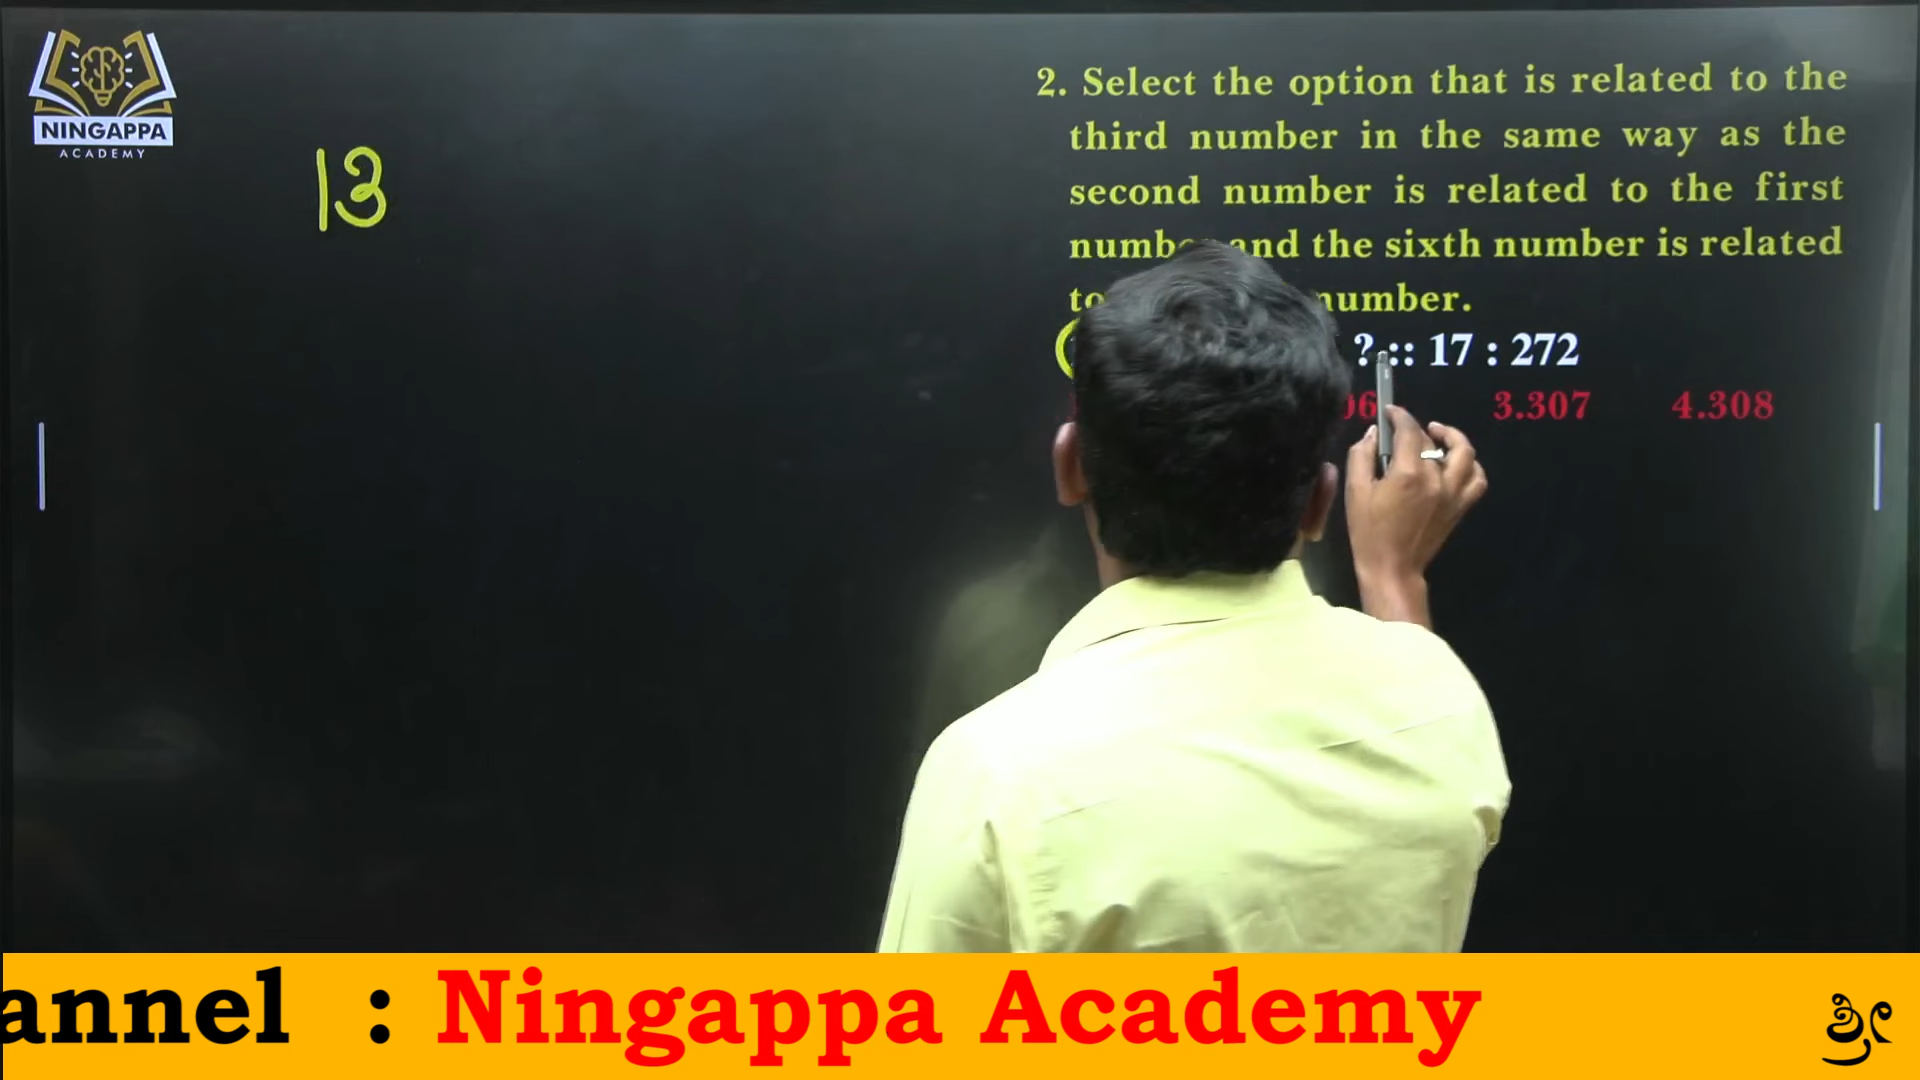 NINGAPPA
ACADEMY
13
2. Select the option that is related to the
third number in the same way as the
second number is related to the first
and the sixth number is related
number.
? :: 17 : 272
3.307 4.308
annel : Ningappa Academy